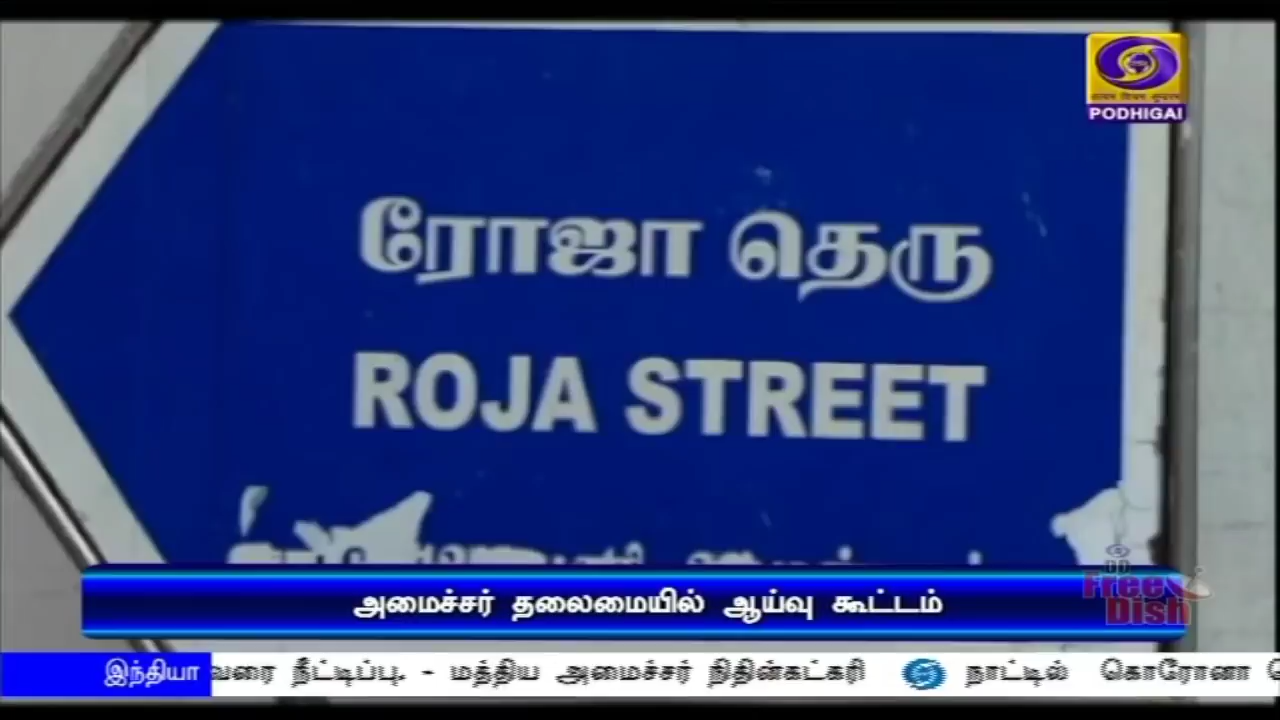 PODHIGAI
ரோஜா தெரு
ROJA STREET
அமைச்சர் தலைமையில் ஆய்வு கூட்டம்
DD
Free
Dish
இந்தியா வரை நீட்டிப்பு. - மத்திய அமைச்சர் நிதின்கட்கரி நாட்டில் கொரோனா